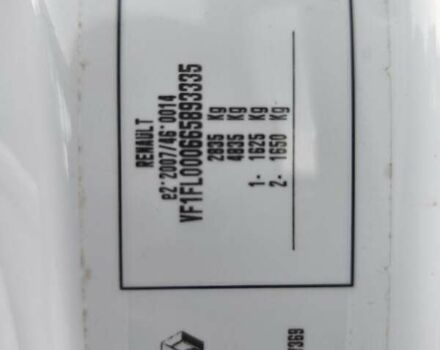 RENAULT
e2*2007/46*0014
VF1FL000665893335
2835 Kg
4835 Kg
1- 1625 Kg
2- 1650 Kg